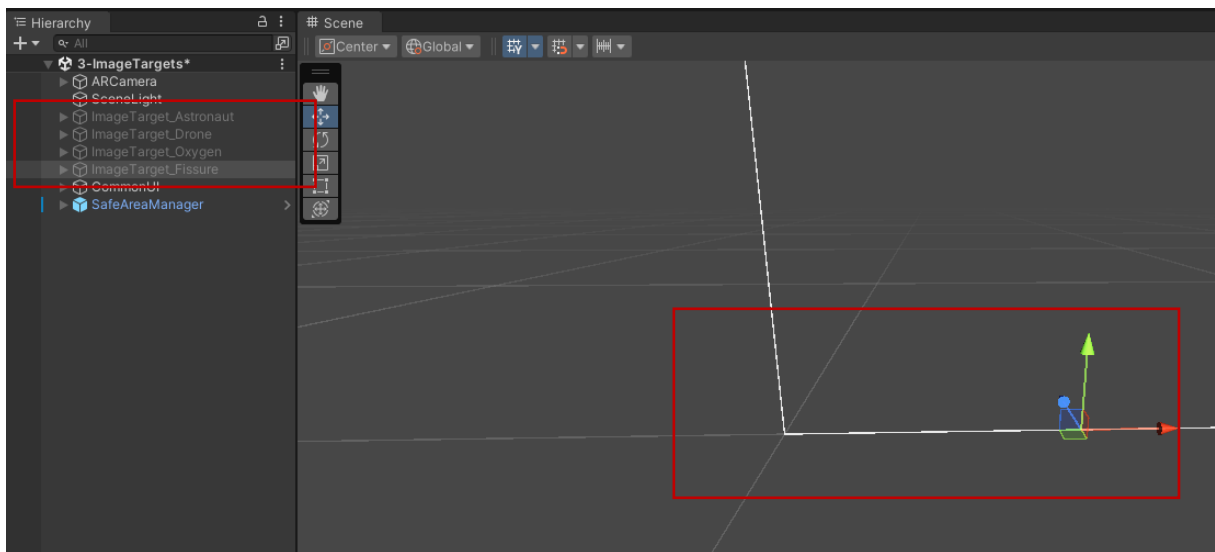 Hierarchy
All
3-ImageTargets*
ARCamera
SceneLight
ImageTarget_Astronaut
ImageTarget_Drone
ImageTarget_Oxygen
ImageTarget_Fissure
CommonUI
SafeAreaManager
# Scene
Center
Global